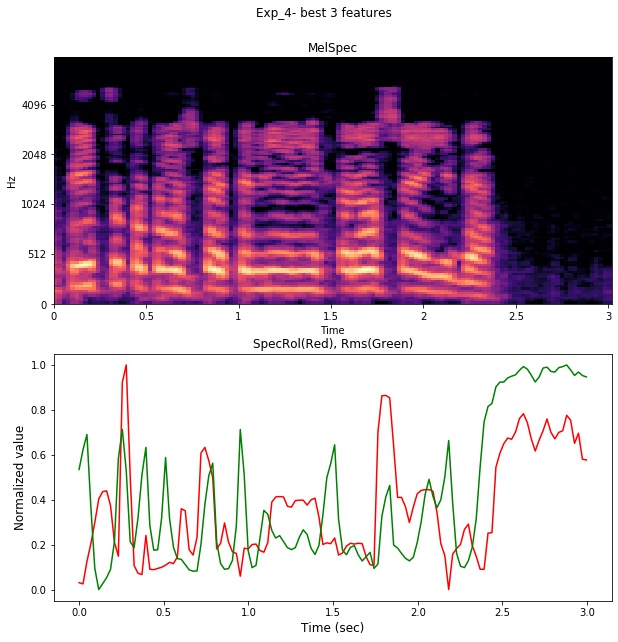 Exp_4- best 3 features
MelSpec
Hz
4096
2048
1024
512
0
0 0.5 1 1.5 2 2.5 3
Time
SpecRol(Red), Rms(Green)
Normalized value
1.0
0.8
0.6
0.4
0.2
0.0
0.0 0.5 1.0 1.5 2.0 2.5 3.0
Time (sec)